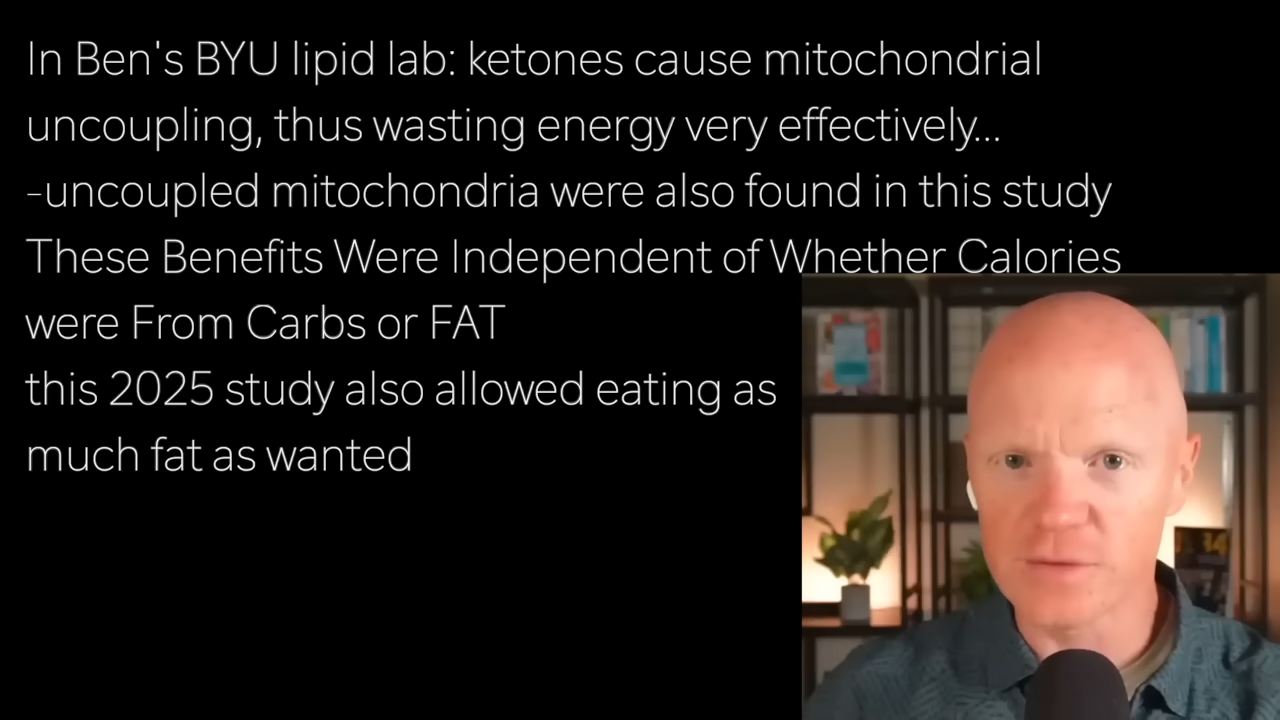 In Ben's BYU lipid lab: ketones cause mitochondrial
uncoupling, thus wasting energy very effectively...
-uncoupled mitochondria were also found in this study
These Benefits Were Independent of Whether Calories
were From Carbs or FAT
this 2025 study also allowed eating as
much fat as wanted